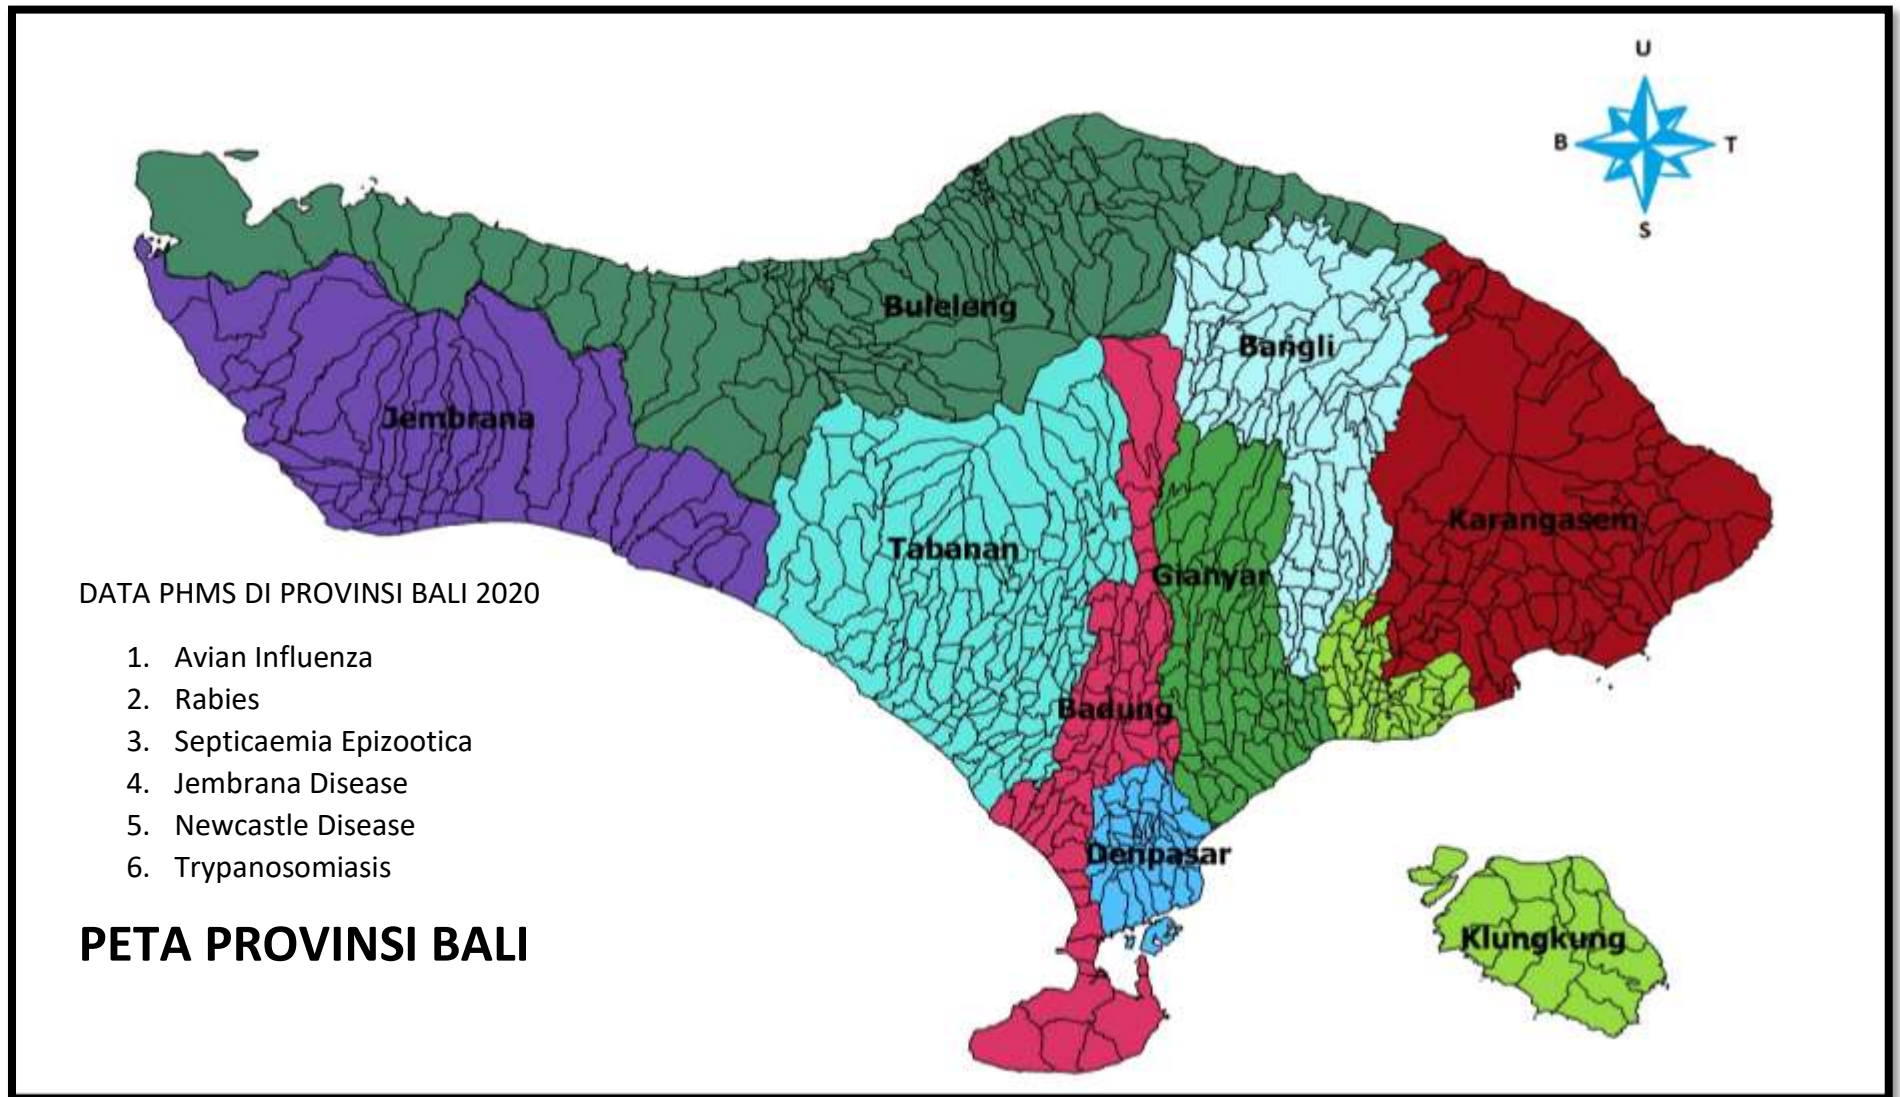 U
B
T
S
Buleleng
Bangli
Jembrana
Karangasem
Tabanan
Gianyar
DATA PHMS DI PROVINSI BALI 2020
1. Avian Influenza
2. Rabies
3. Septicaemia Epizootica
4. Jembrana Disease
5. Newcastle Disease
6. Trypanosomiasis
Badung
Denpasar
Klungkung
PETA PROVINSI BALI